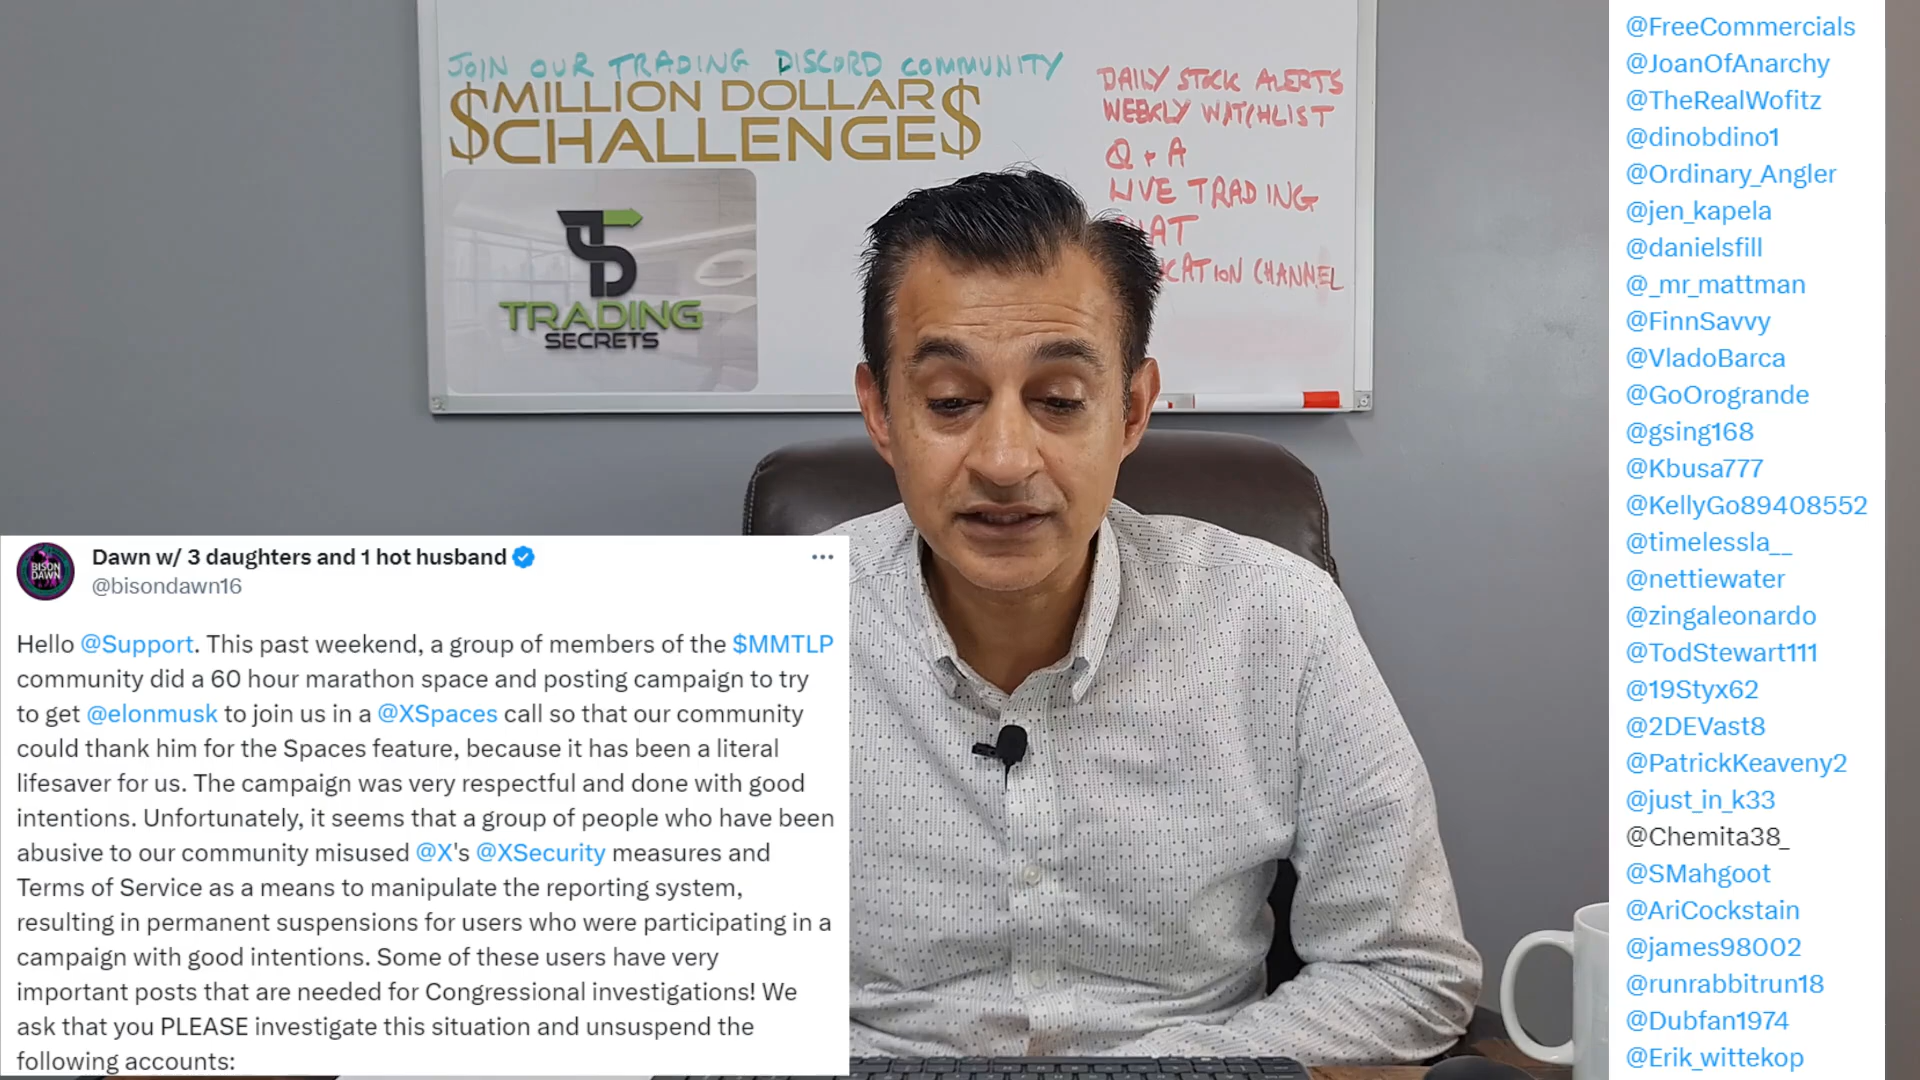 JOIN OUR TRADING DISCORD COMMUNITY
$MILLION DOLLAR$
CHALLENGE
TRADING
SECRETS
DAILY STOCK ALERTS
WEEKLY WATCHLIST
Q + A
LIVE TRADING
CHANNEL
BISON
DAWN
Dawn w/ 3 daughters and 1 hot husband
@bisondawn16
Hello @Support. This past weekend, a group of members of the $MMTLP
community did a 60 hour marathon space and posting campaign to try
to get @elonmusk to join us in a @XSpaces call so that our community
could thank him for the Spaces feature, because it has been a literal
lifesaver for us. The campaign was very respectful and done with good
intentions. Unfortunately, it seems that a group of people who have been
abusive to our community misused @X's @XSecurity measures and
Terms of Service as a means to manipulate the reporting system,
resulting in permanent suspensions for users who were participating in a
campaign with good intentions. Some of these users have very
important posts that are needed for Congressional investigations! We
ask that you PLEASE investigate this situation and unsuspend the
following accounts:
@FreeCommercials
@JoanOfAnarchy
@TheRealWofitz
@dinobdino1
@Ordinary_Angler
@jen_kapela
@danielsfill
@_mr_mattman
@FinnSavvy
@VladoBarca
@GoOrogrande
@gsing168
@Kbusa777
@KellyGo89408552
@timelessla__
@nettiewater
@zingaleonardo
@TodStewart111
@19Styx62
@2DEVast8
@PatrickKeaveny2
@just_in_k33
@Chemita38_
@SMahgoot
@AriCockstain
@james98002
@runrabbitrun18
@Dubfan1974
@Erik_wittekop